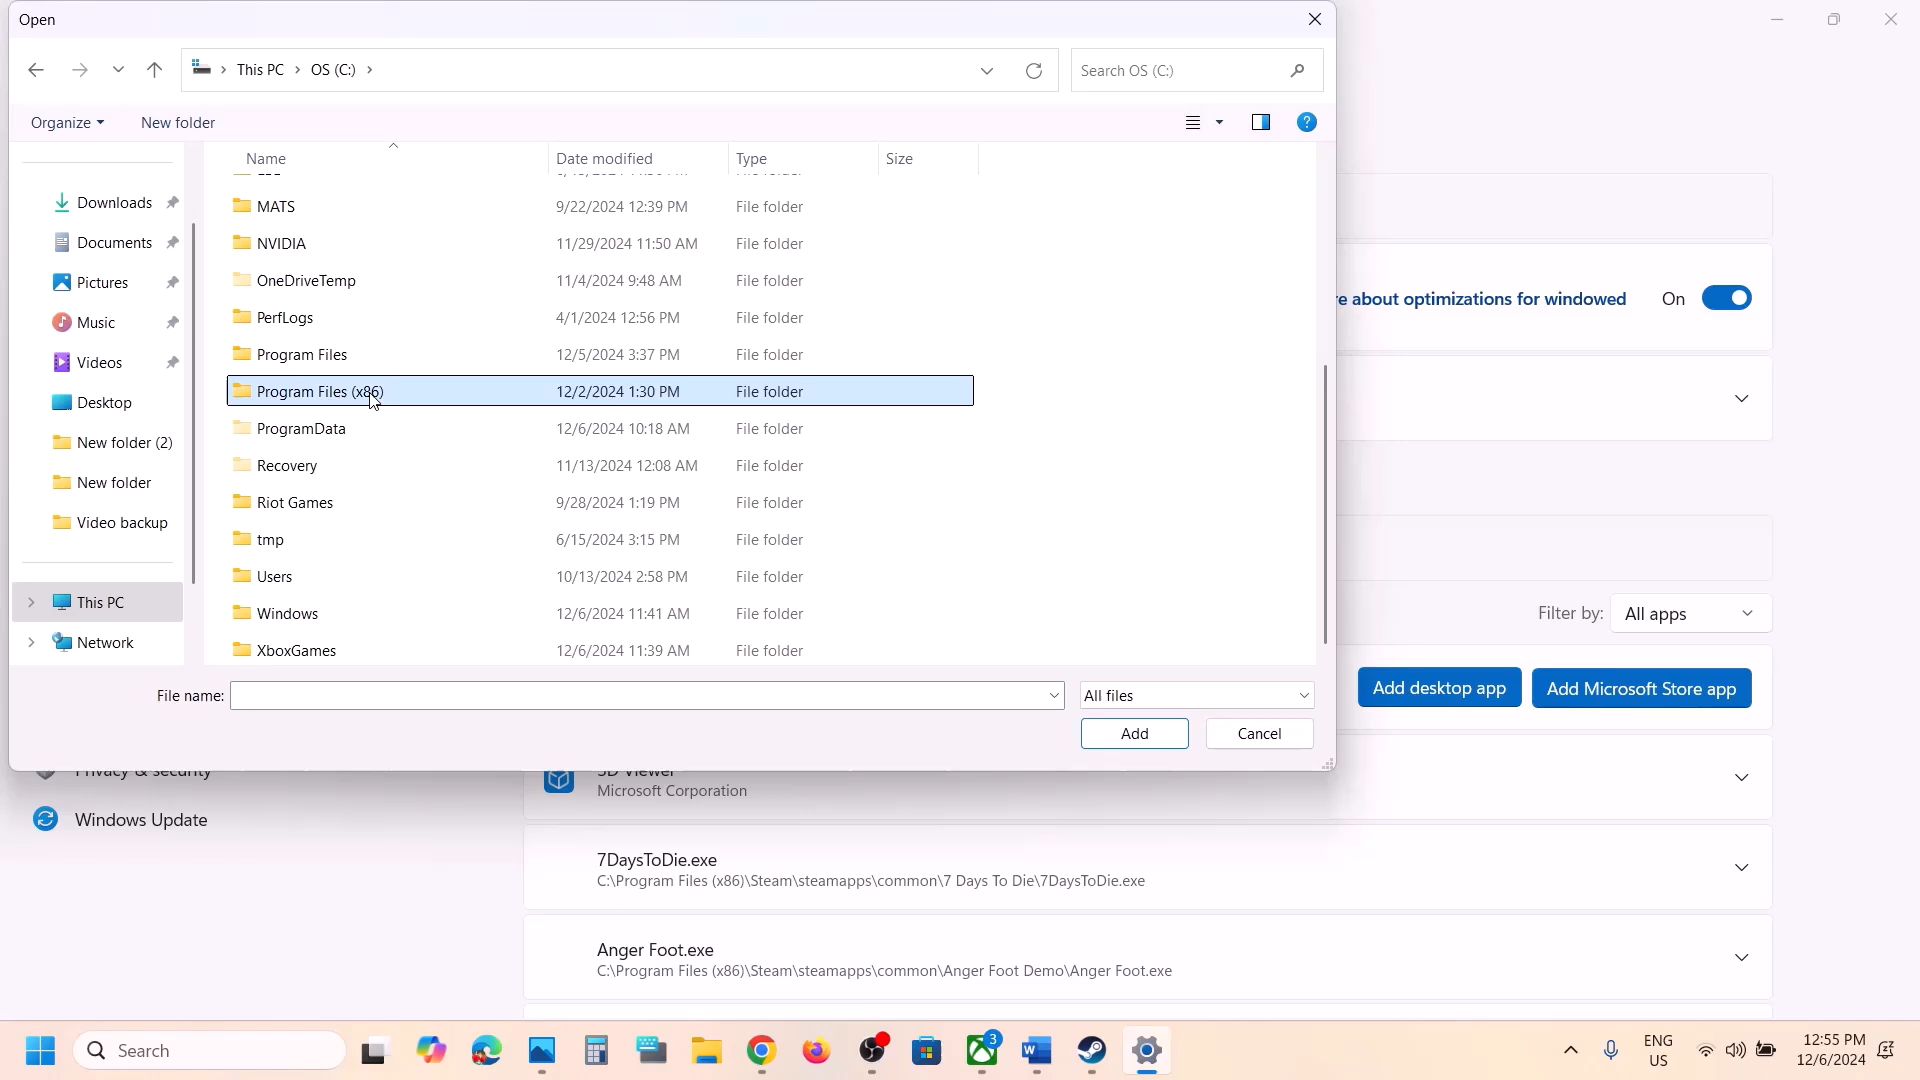 Open
This PC > OS (C:) >
Search OS (C:)
Organize
New folder
Name
Date modified
Type
Size
MATS 9/22/2024 12:39 PM File folder
NVIDIA 11/29/2024 11:50 AM File folder
OneDriveTemp 11/4/2024 9:48 AM File folder
PerfLogs 4/1/2024 12:56 PM File folder
Program Files 12/5/2024 3:37 PM File folder
Program Files (x86) 12/2/2024 1:30 PM File folder
ProgramData 12/6/2024 10:18 AM File folder
Recovery 11/13/2024 12:08 AM File folder
Riot Games 9/28/2024 1:19 PM File folder
tmp 6/15/2024 3:15 PM File folder
Users 10/13/2024 2:58 PM File folder
Windows 12/6/2024 11:41 AM File folder
XboxGames 12/6/2024 11:39 AM File folder
Downloads
Documents
Pictures
Music
Videos
Desktop
New folder (2)
New folder
Video backup
This PC
Network
File name:
All files
Add
Cancel
e about optimizations for windowed
On
Filter by:
All apps
Add desktop app
Add Microsoft Store app
Privacy & security
Windows Update
3D Viewer
Microsoft Corporation
7DaysToDie.exe
C:\Program Files (x86)\Steam\steamapps\common\7 Days To Die\7DaysToDie.exe
Anger Foot.exe
C:\Program Files (x86)\Steam\steamapps\common\Anger Foot Demo\Anger Foot.exe
Search
3
ENG
US
12:55 PM
12/6/2024